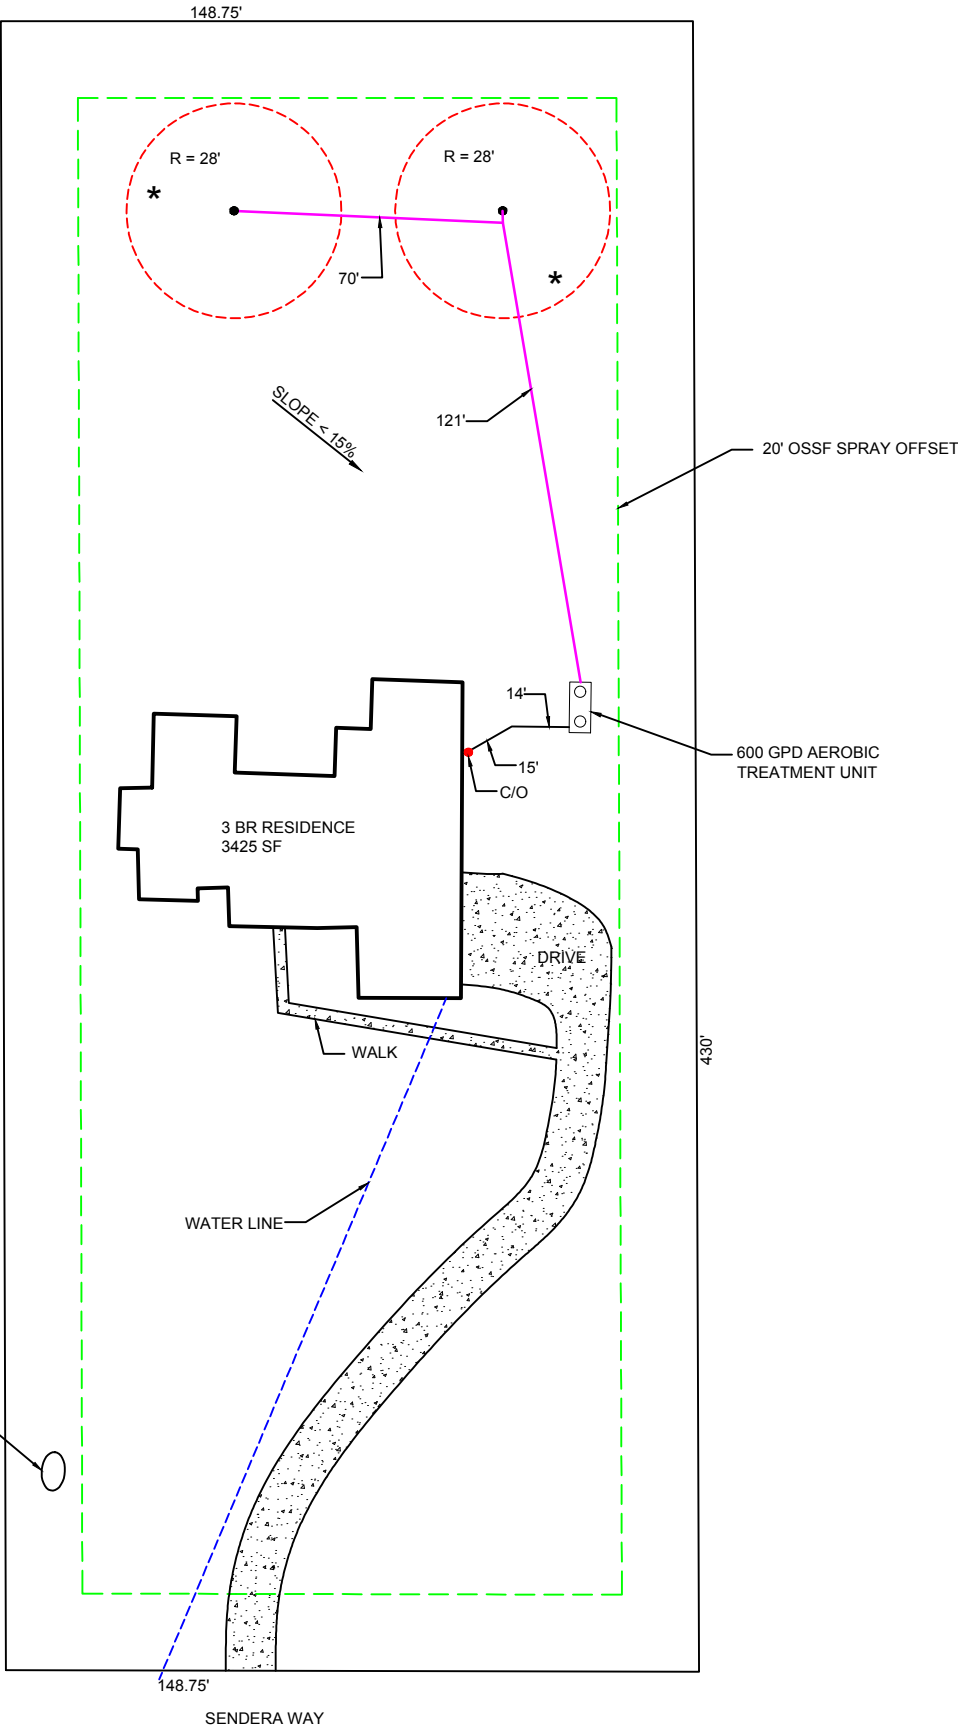 148.75'
R = 28'
R = 28'
*
*
70'
SLOPE < 15%
121'
20' OSSF SPRAY OFFSET
14'
15'
C/O
600 GPD AEROBIC
TREATMENT UNIT
3 BR RESIDENCE
3425 SF
DRIVE
WALK
430'
WATER LINE
148.75'
SENDERA WAY